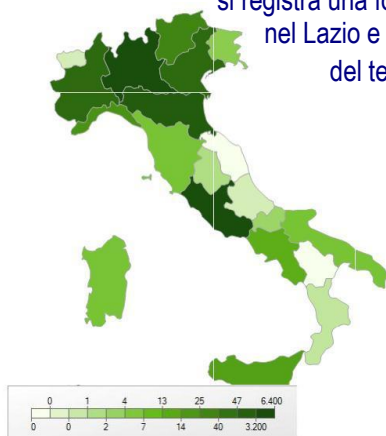 si registra una
nel Lazio e
del te
0 1 4 13 25 47 6.400
0 0 2 7 14 40 3.200